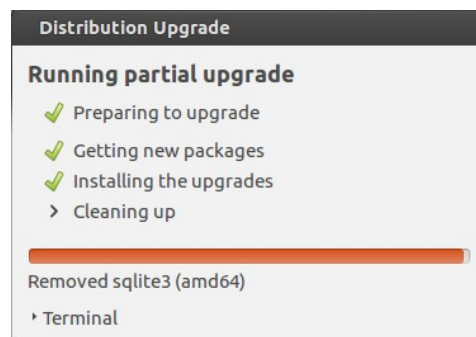 Distribution Upgrade
Running partial upgrade
Preparing to upgrade
Getting new packages
Installing the upgrades
Cleaning up
Removed sqlite3 (amd64)
Terminal